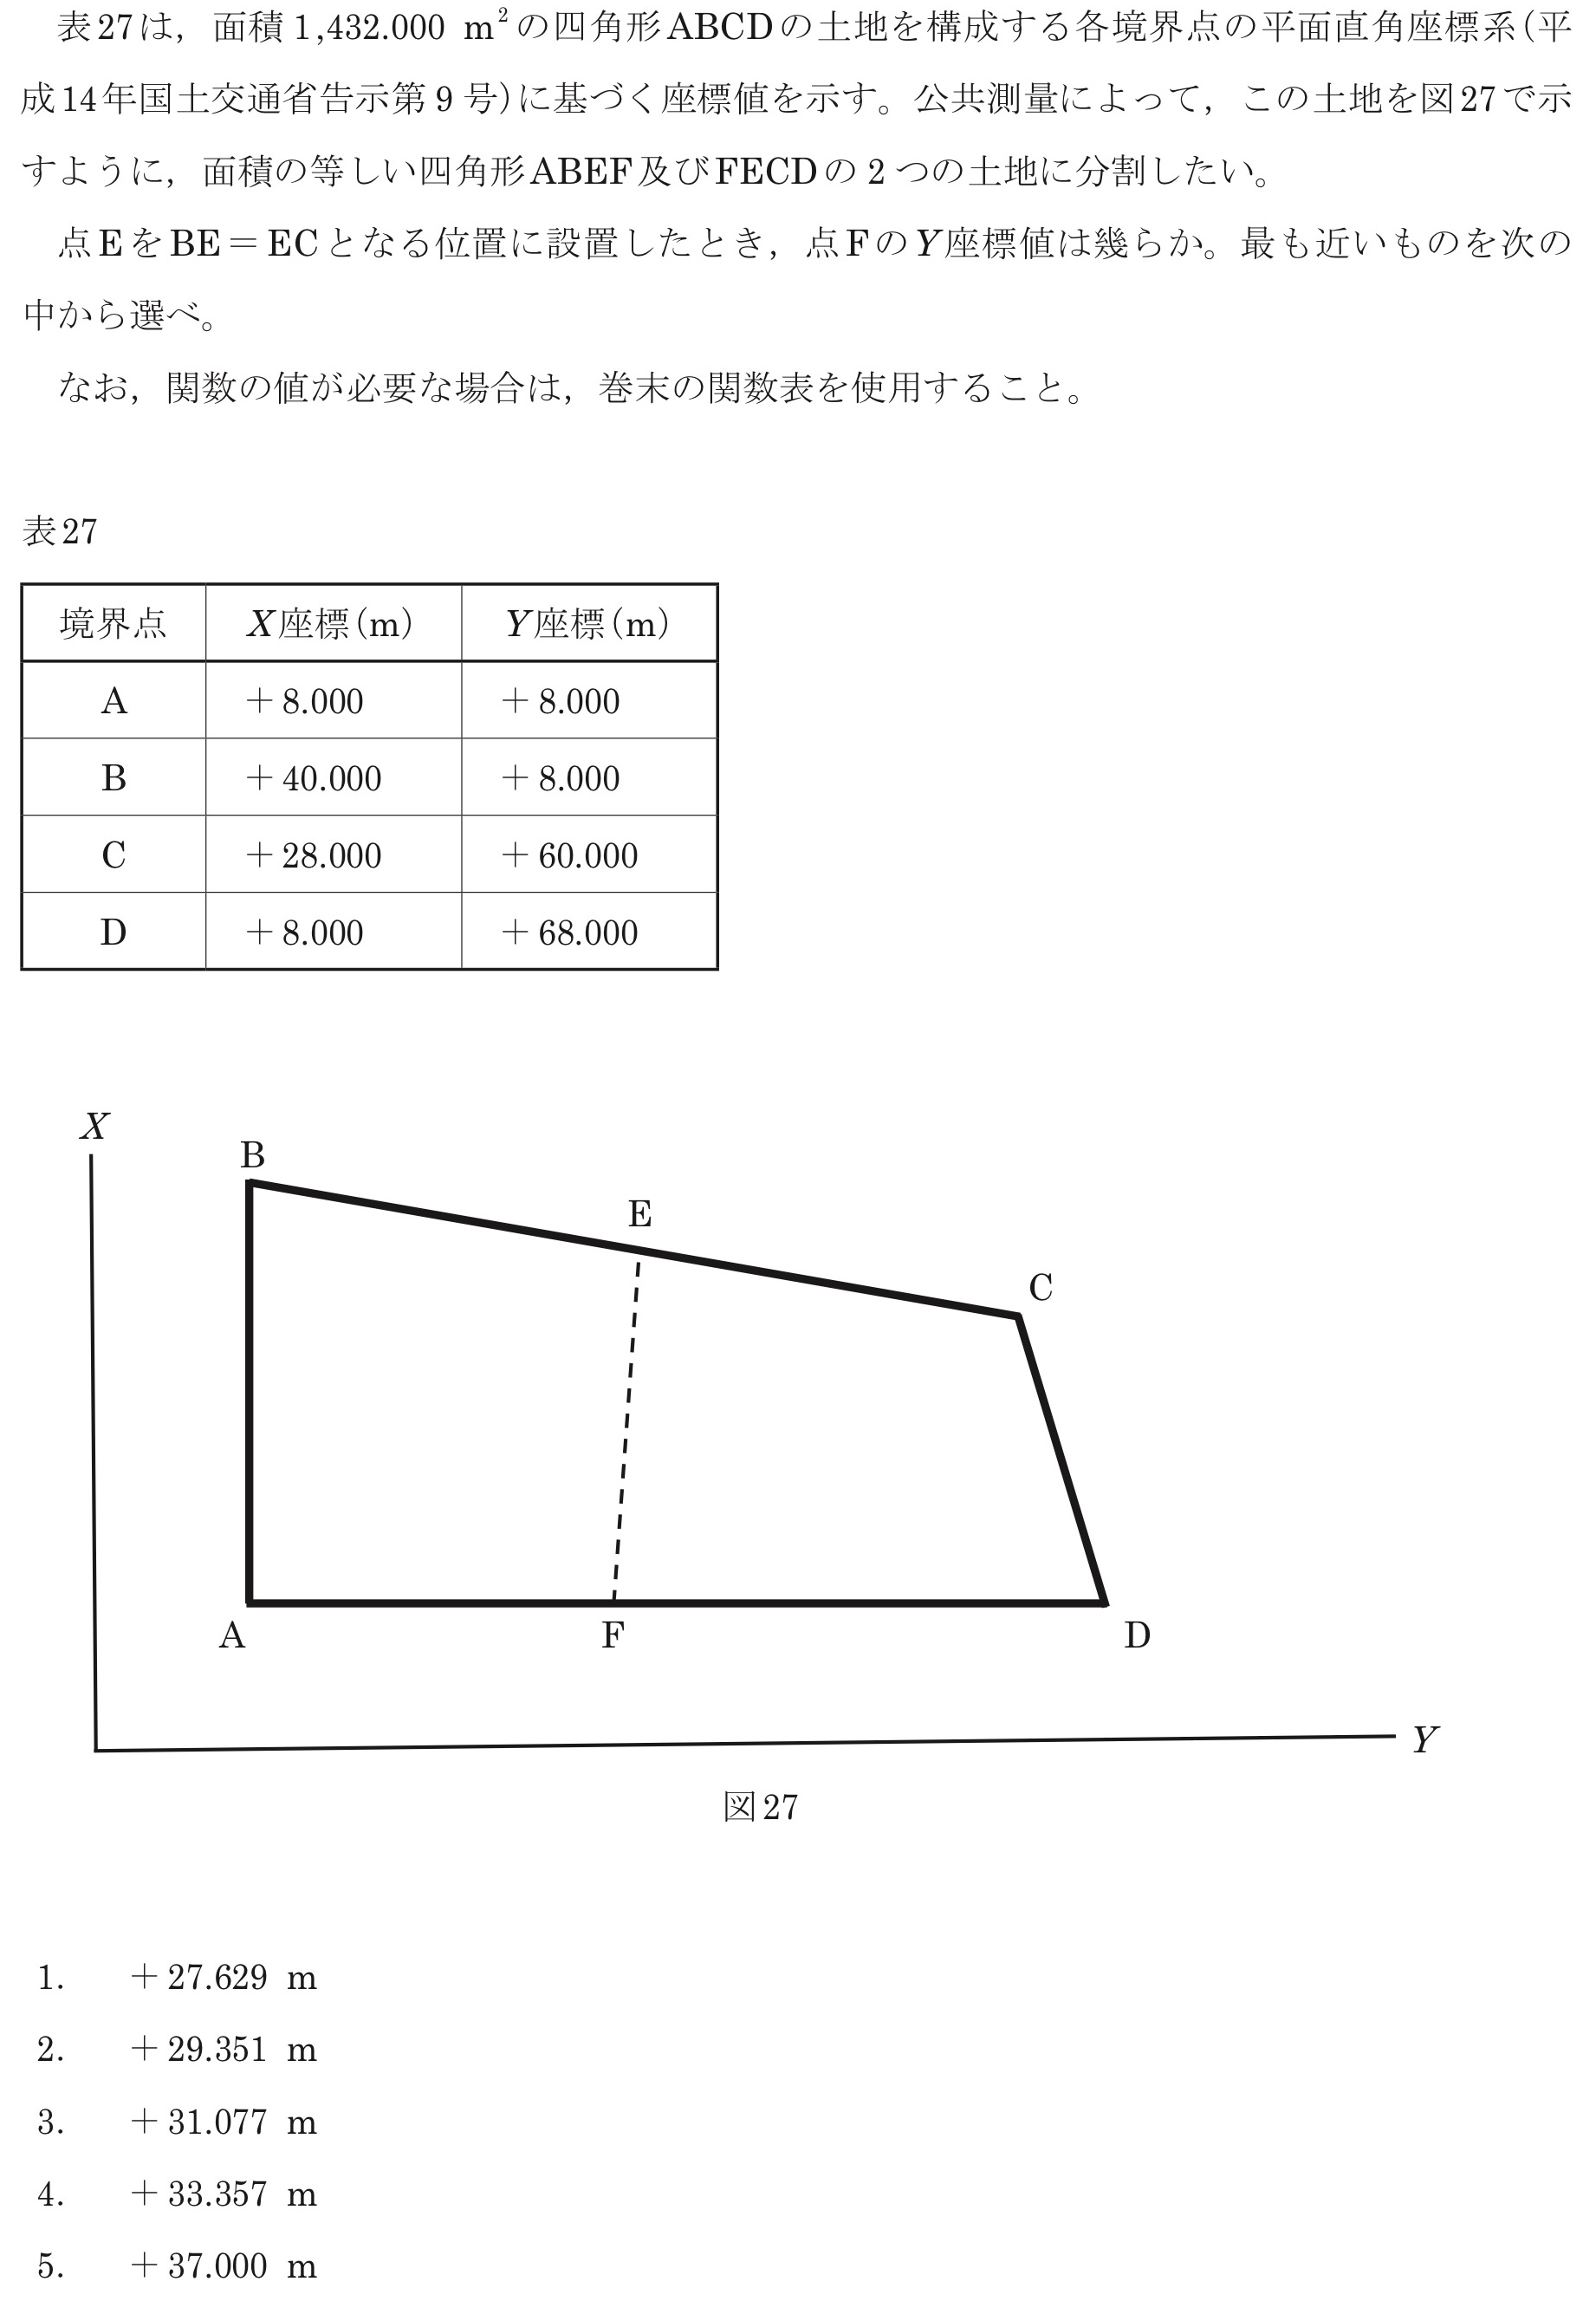 表27は，面積1,432.000 m²の四角形ABCDの土地を構成する各境界点の平面直角座標系(平
成14年国土交通省告示第9号)に基づく座標値を示す。公共測量によって，この土地を図27で示
すように，面積の等しい四角形ABEF及びFECDの2つの土地に分割したい。
点EをBE＝ECとなる位置に設置したとき，点FのY座標値は幾らか。最も近いものを次の
中から選べ。
なお，関数の値が必要な場合は，巻末の関数表を使用すること。
表27
境界点 X座標(m) Y座標(m)
A ＋8.000 ＋8.000
B ＋40.000 ＋8.000
C ＋28.000 ＋60.000
D ＋8.000 ＋68.000
X
B
E
C
A F D
Y
図27
1. ＋27.629 m
2. ＋29.351 m
3. ＋31.077 m
4. ＋33.357 m
5. ＋37.000 m